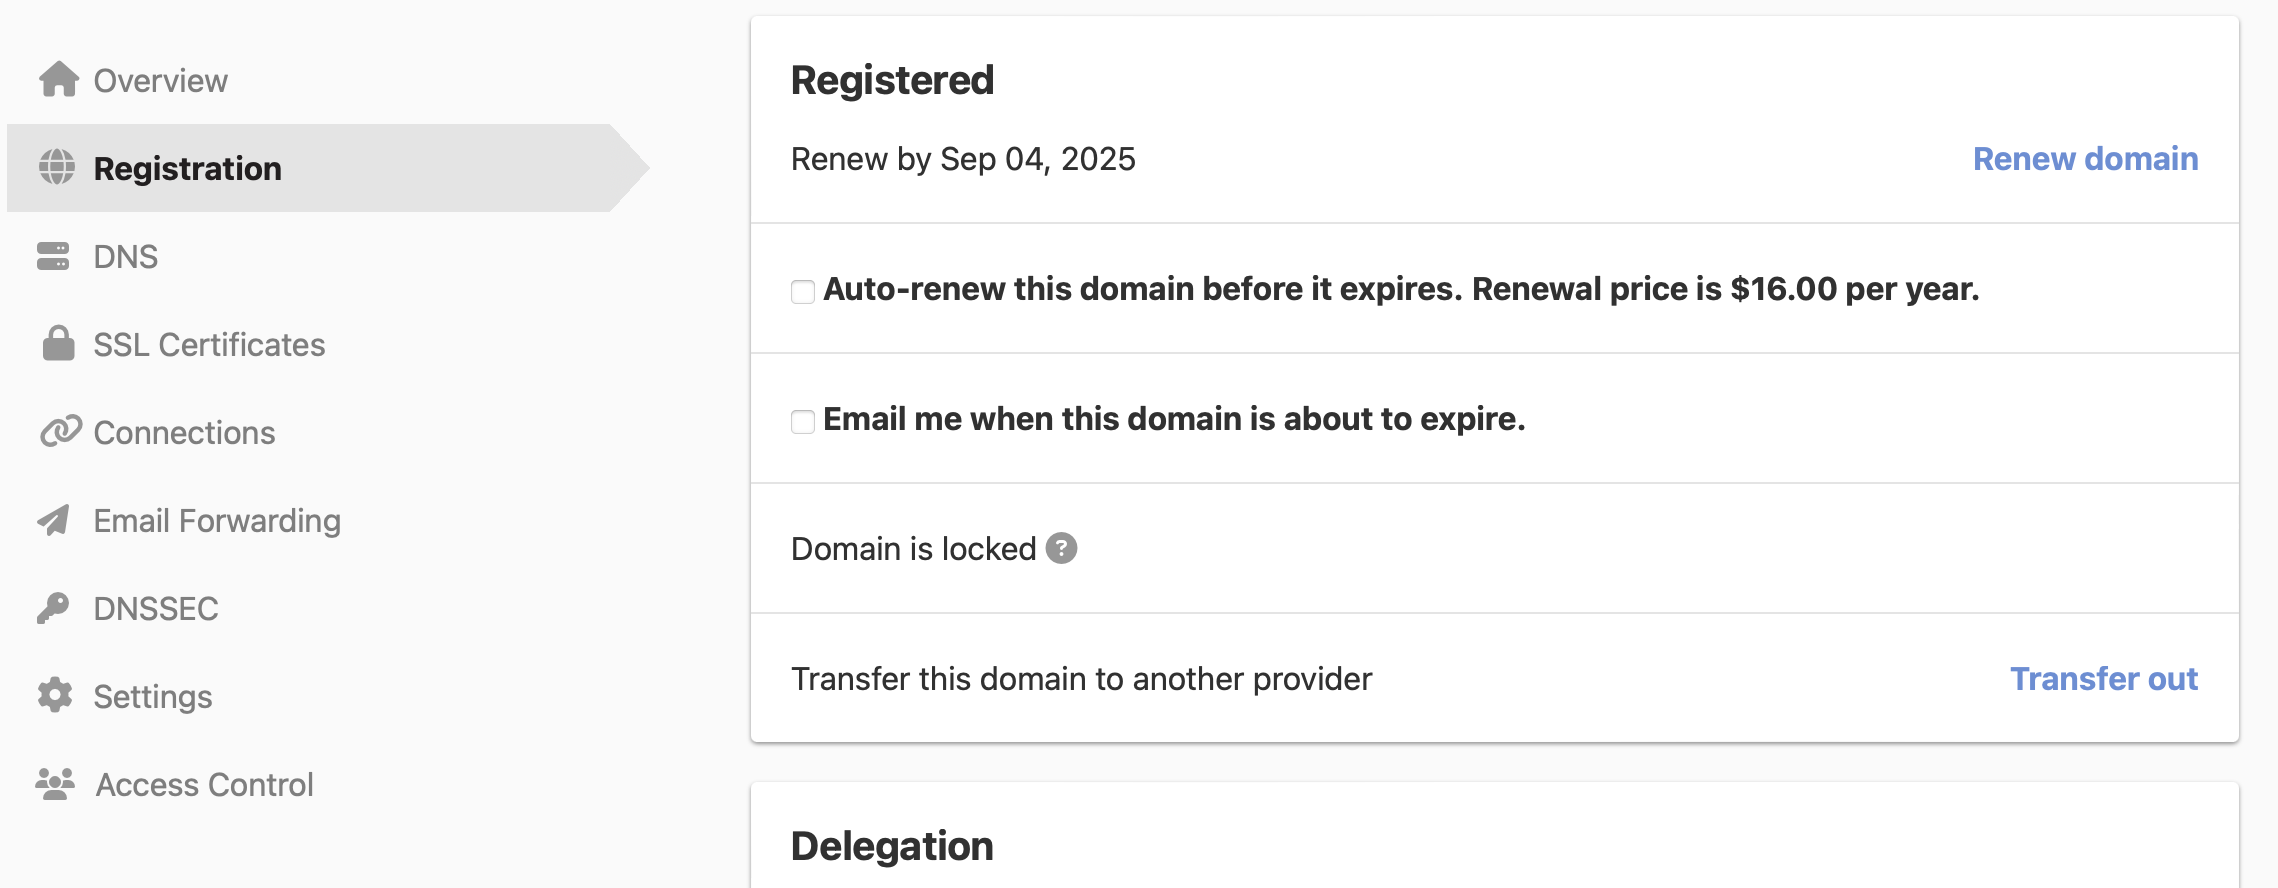 Overview
Registration
DNS
SSL Certificates
Connections
Email Forwarding
DNSSEC
Settings
Access Control
Registered
Renew by Sep 04, 2025
Renew domain
Auto-renew this domain before it expires. Renewal price is $16.00 per year.
Email me when this domain is about to expire.
Domain is locked ?
Transfer this domain to another provider
Transfer out
Delegation